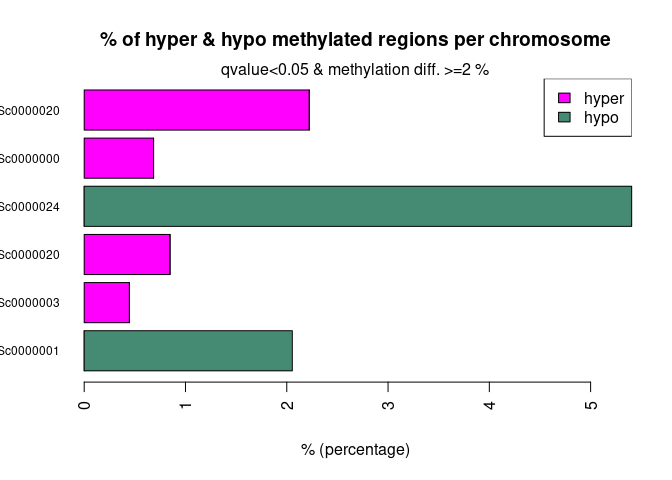 % of hyper & hypo methylated regions per chromosome
qvalue<0.05 & methylation diff. >=2 %
hyper
hypo
Sc0000020
Sc0000000
Sc0000024
Sc0000020
Sc0000003
Sc0000001
0 1 2 3 4 5
% (percentage)